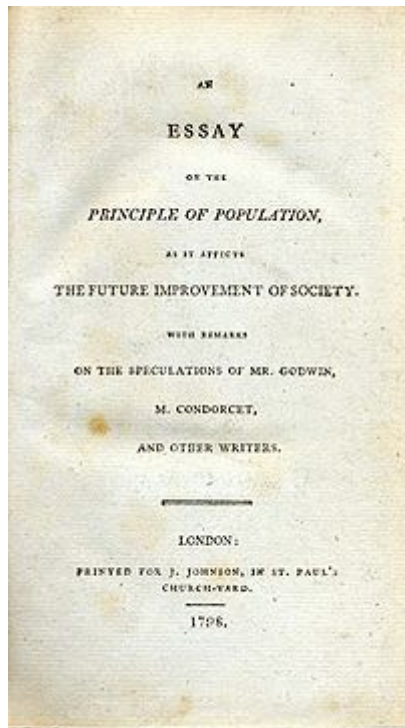 AN
ESSAY
ON THE
PRINCIPLE OF POPULATION,
AS IT AFFECTS
THE FUTURE IMPROVEMENT OF SOCIETY.
WITH REMARKS
ON THE SPECULATIONS OF MR. GODWIN,
M. CONDORCET,
AND OTHER WRITERS.
LONDON:
PRINTED FOR J. JOHNSON, IN ST. PAUL'S
CHURCH-YARD.
1798.